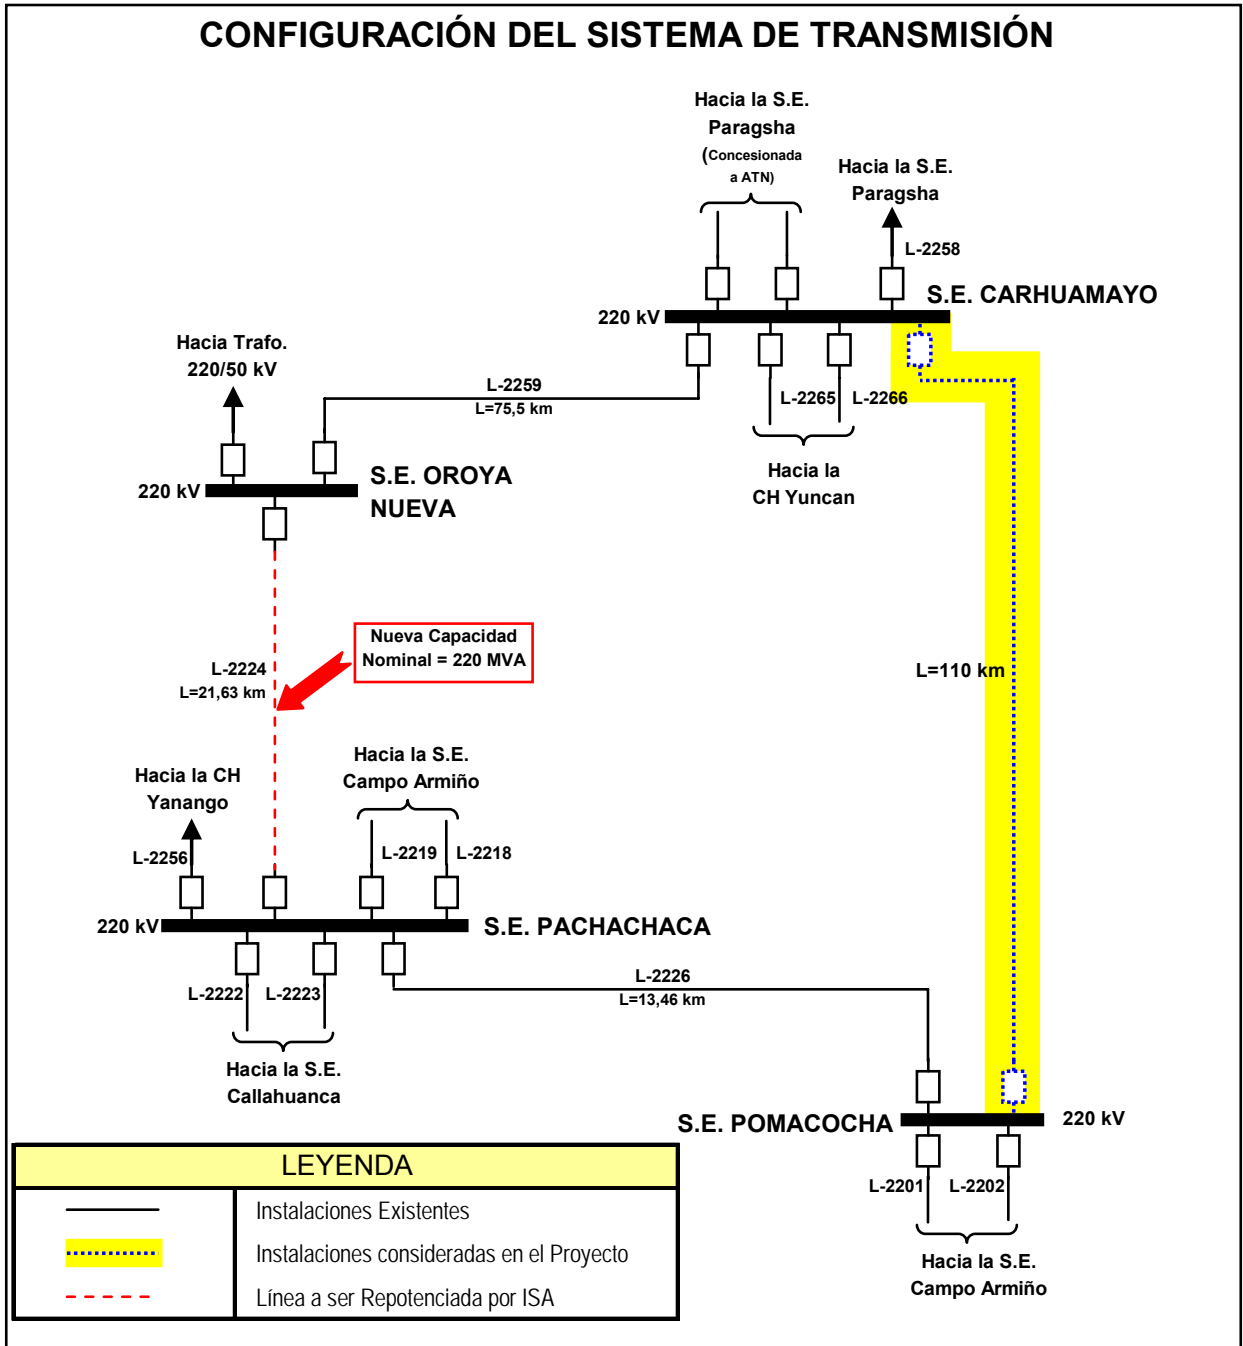 CONFIGURACIÓN DEL SISTEMA DE TRANSMISIÓN
Hacia la S.E.
Paragsha
(Concesionada
a ATN)
Hacia la S.E.
Paragsha
L-2258
S.E. CARHUAMAYO
220 kV
Hacia Trafo.
220/50 kV
L-2259
L=75,5 km
L-2265
L-2266
Hacia la
CH Yuncan
220 kV
S.E. OROYA
NUEVA
Nueva Capacidad
Nominal = 220 MVA
L-2224
L=21,63 km
L=110 km
Hacia la S.E.
Campo Armiño
Hacia la CH
Yanango
L-2256
L-2219
L-2218
220 kV
S.E. PACHACHACA
L-2222
L-2223
L-2226
L=13,46 km
Hacia la S.E.
Callahuanca
S.E. POMACOCHA
220 kV
L-2201
L-2202
Hacia la S.E.
Campo Armiño
LEYENDA
Instalaciones Existentes
Instalaciones consideradas en el Proyecto
Línea a ser Repotenciada por ISA